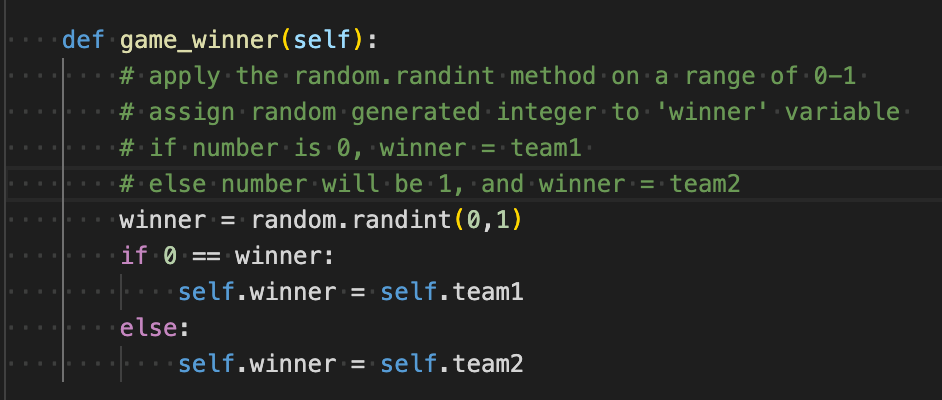 def game_winner(self):
# apply the random.randint method on a range of 0-1
# assign random generated integer to 'winner' variable
# if number is 0, winner = team1
# else number will be 1, and winner = team2
winner = random.randint(0,1)
if 0 == winner:
self.winner = self.team1
else:
self.winner = self.team2